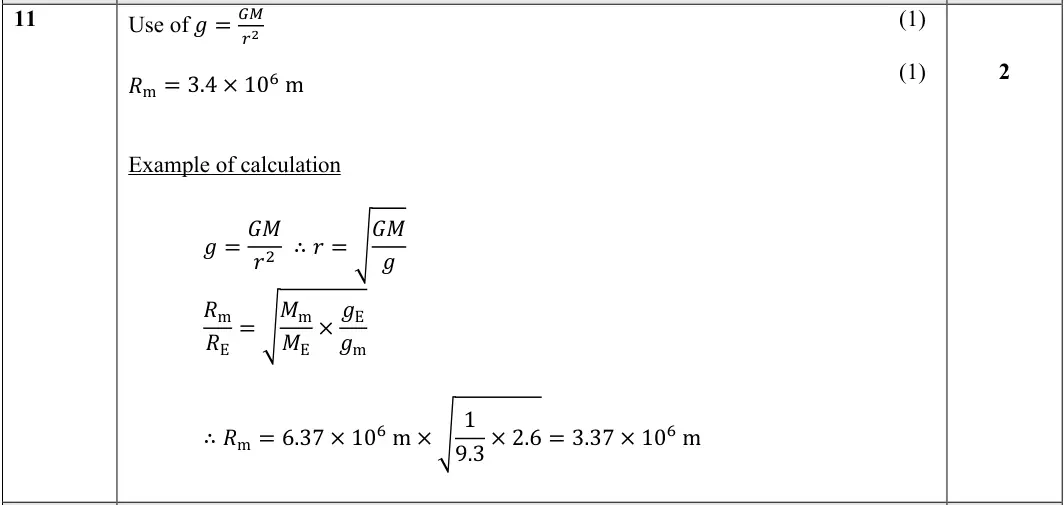 11 Use of g = GM/r² (1)
R_m = 3.4 × 10⁶ m (1) 2
Example of calculation
g = GM/r² ∴ r = √(GM/g)
R_m/R_E = √(M_m/M_E × g_E/g_m)
∴ R_m = 6.37 × 10⁶ m × √(1/9.3 × 2.6) = 3.37 × 10⁶ m